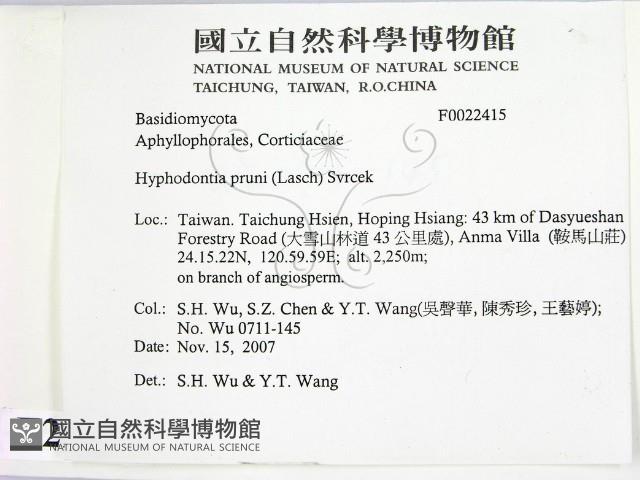 國立自然科學博物館
NATIONAL MUSEUM OF NATURAL SCIENCE
TAICHUNG, TAIWAN, R.O.CHINA
Basidiomycota F0022415
Aphyllophorales, Corticiaceae
Hyphodontia pruni (Lasch) Svrcek
Loc.: Taiwan. Taichung Hsien, Hoping Hsiang: 43 km of Dasyueshan
Forestry Road (大雪山林道 43 公里處), Anma Villa (鞍馬山莊)
24.15.22N, 120.59.59E; alt. 2,250m;
on branch of angiosperm.
Col.: S.H. Wu, S.Z. Chen & Y.T. Wang(吳聲華, 陳秀珍, 王藝婷);
No. Wu 0711-145
Date: Nov. 15, 2007
Det.: S.H. Wu & Y.T. Wang
2
國立自然科學博物館
NATIONAL MUSEUM OF NATURAL SCIENCE